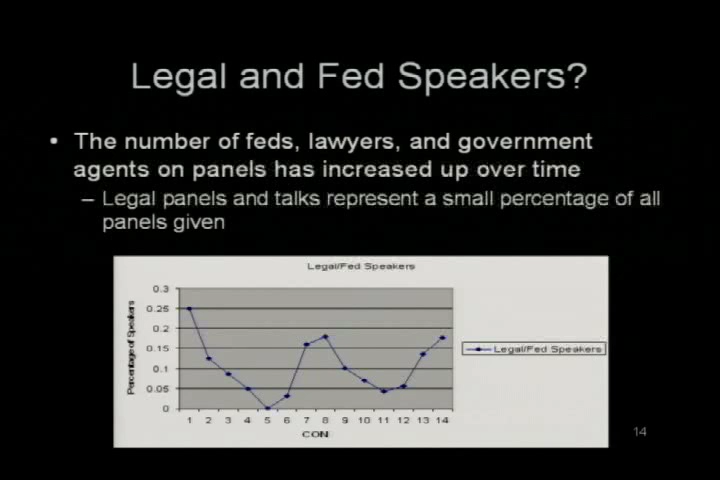 Legal and Fed Speakers?
• The number of feds, lawyers, and government
agents on panels has increased up over time
– Legal panels and talks represent a small percentage of all
panels given
Legal/Fed Speakers
Percentage of Speakers
0.3
0.25
0.2
0.15
0.1
0.05
0
1 2 3 4 5 6 7 8 9 10 11 12 13 14
CON
Legal/Fed Speakers
14